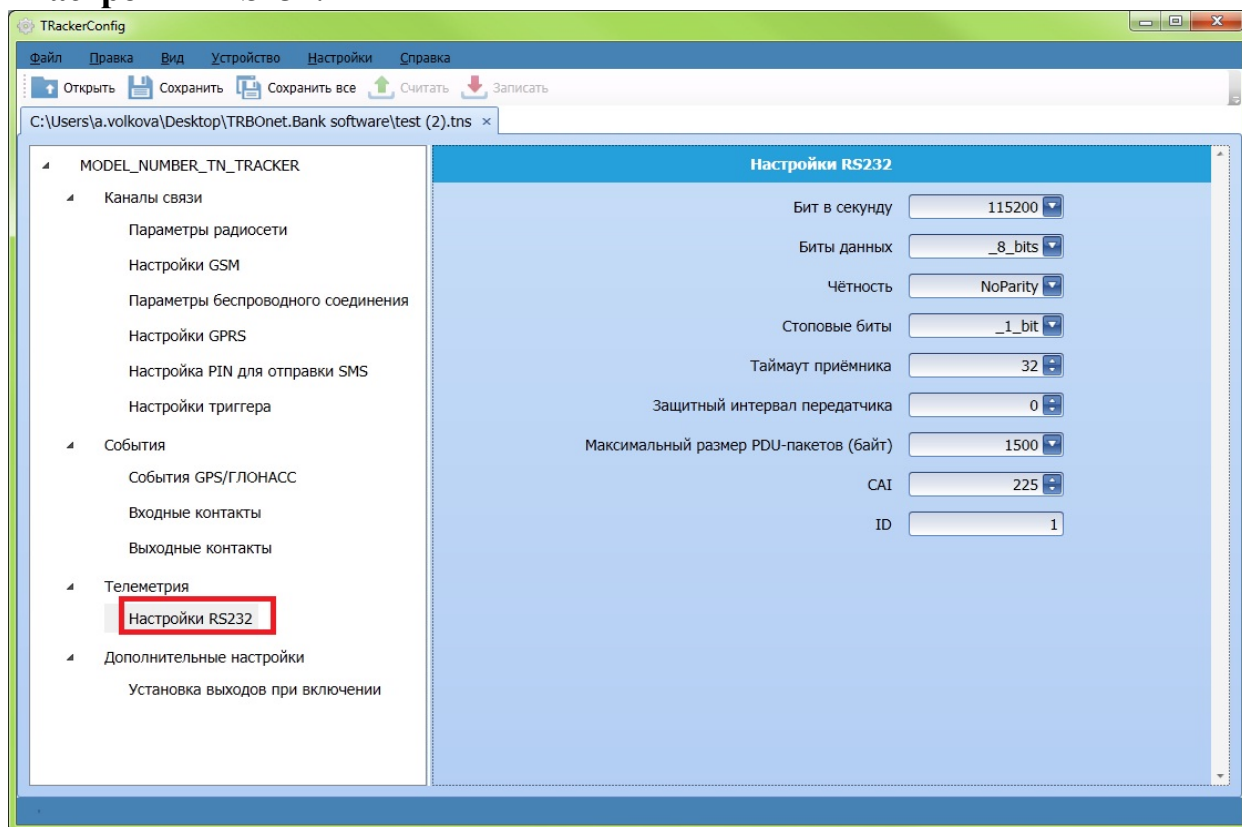 TRackerConfig
Файл Правка Вид Устройство Настройки Справка
Открыть Сохранить Сохранить все Считать Записать
C:\Users\a.volkova\Desktop\TRBOnet.Bank software\test (2).tns ×
MODEL_NUMBER_TN_TRACKER
Каналы связи
Параметры радиосети
Настройки GSM
Параметры беспроводного соединения
Настройки GPRS
Настройка PIN для отправки SMS
Настройки триггера
События
События GPS/ГЛОНАСС
Входные контакты
Выходные контакты
Телеметрия
Настройки RS232
Дополнительные настройки
Установка выходов при включении
Настройки RS232
Бит в секунду 115200
Биты данных _8_bits
Чётность NoParity
Стоповые биты _1_bit
Таймаут приёмника 32
Защитный интервал передатчика 0
Максимальный размер PDU-пакетов (байт) 1500
CAI 225
ID 1